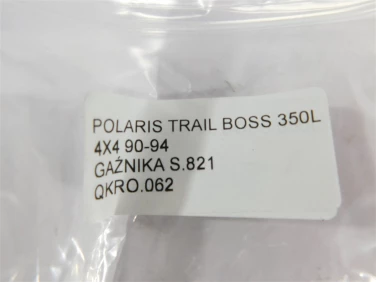 POLARIS TRAIL BOSS 350L
4X4 90-94
GAŹNIKA S.821
QKRO.062